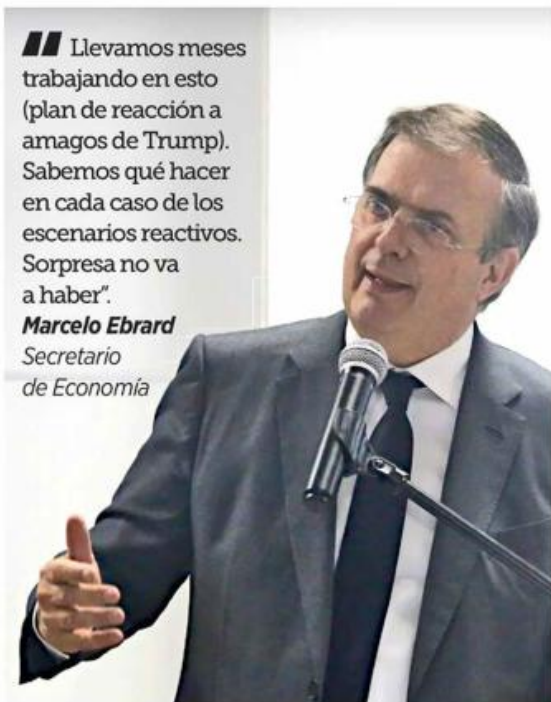 Llevamos meses
trabajando en esto
(plan de reacción a
amagos de Trump).
Sabemos qué hacer
en cada caso de los
escenarios reactivos.
Sorpresa no va
a haber”.
Marcelo Ebrard
Secretario
de Economía